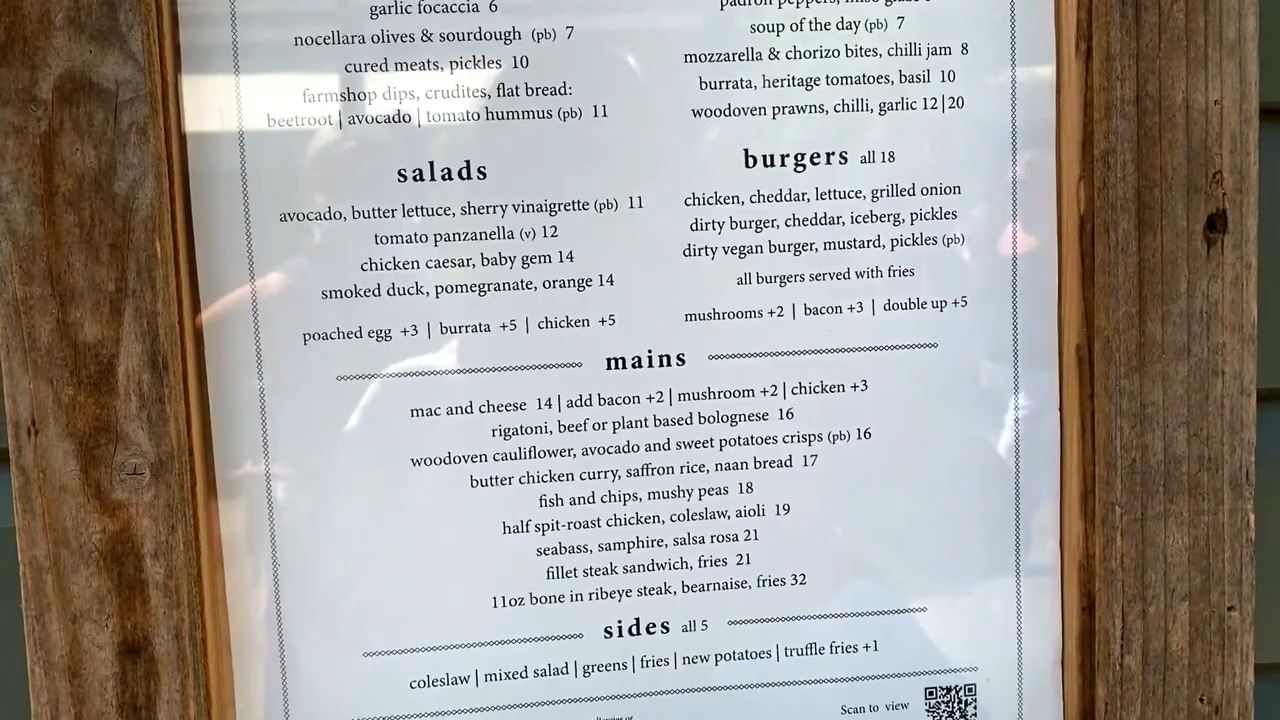 garlic focaccia 6
nocellara olives & sourdough (pb) 7
cured meats, pickles 10
farmshop dips, crudites, flat bread:
beetroot | avocado | tomato hummus (pb) 11
padron peppers, miso
soup of the day (pb) 7
mozzarella & chorizo bites, chilli jam 8
burrata, heritage tomatoes, basil 10
woodoven prawns, chilli, garlic 12|20
salads
avocado, butter lettuce, sherry vinaigrette (pb) 11
tomato panzanella (v) 12
chicken caesar, baby gem 14
smoked duck, pomegranate, orange 14
poached egg +3 | burrata +5 | chicken +5
burgers all 18
chicken, cheddar, lettuce, grilled onion
dirty burger, cheddar, iceberg, pickles
dirty vegan burger, mustard, pickles (pb)
all burgers served with fries
mushrooms +2 | bacon +3 | double up +5
mains
mac and cheese 14 | add bacon +2 | mushroom +2 | chicken +3
rigatoni, beef or plant based bolognese 16
woodoven cauliflower, avocado and sweet potatoes crisps (pb) 16
butter chicken curry, saffron rice, naan bread 17
fish and chips, mushy peas 18
half spit-roast chicken, coleslaw, aioli 19
seabass, samphire, salsa rosa 21
fillet steak sandwich, fries 21
11oz bone in ribeye steak, bearnaise, fries 32
sides all 5
coleslaw | mixed salad | greens | fries | new potatoes | truffle fries +1
Scan to view